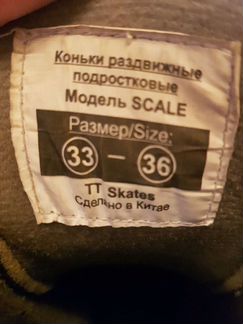 Коньки раздвижные
подростковые
Модель SCALE
Размер/Size:
33 — 36
TT Skates
Сделано в Китае